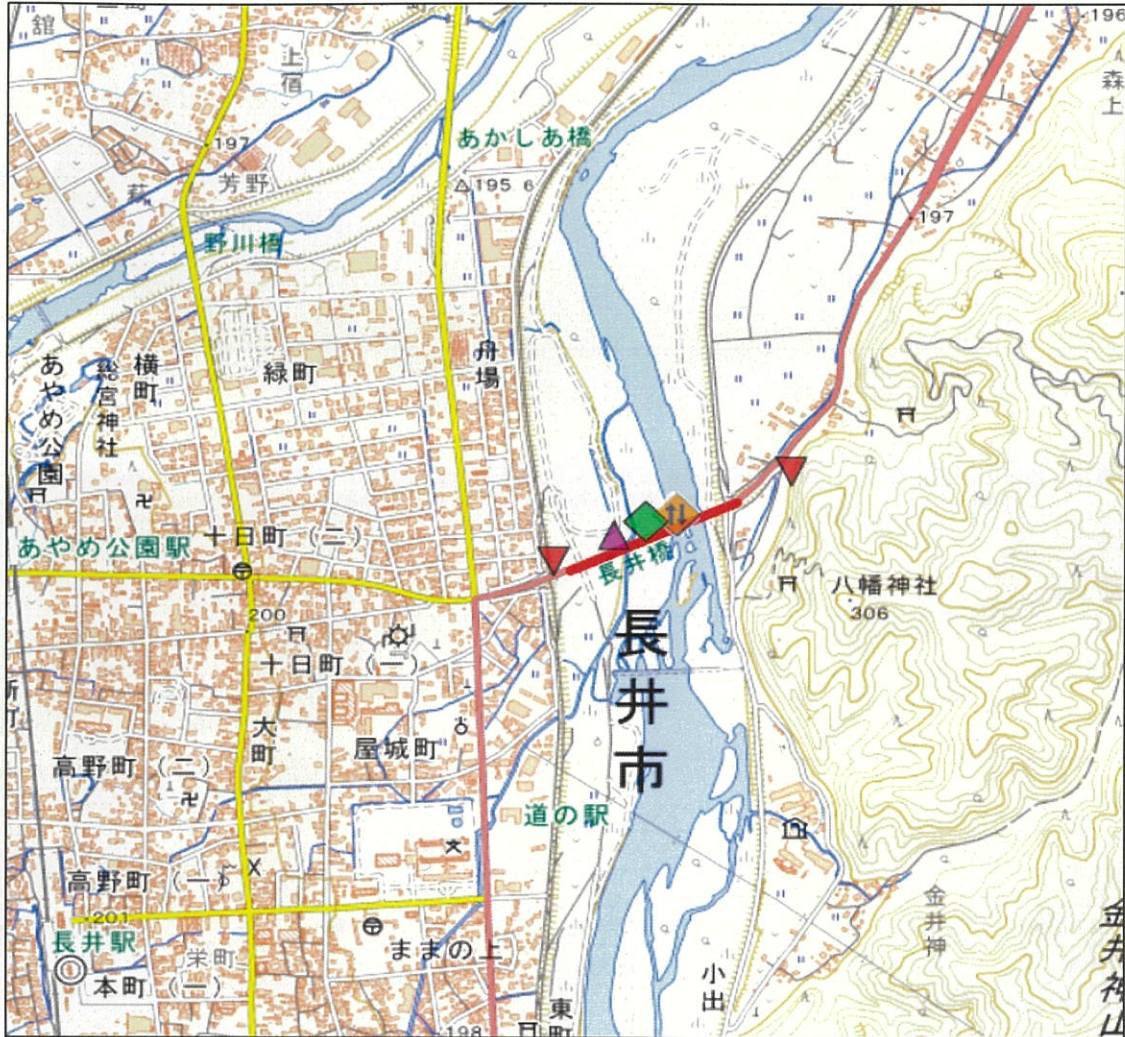 舘
上宿
196
森上
あかしあ橋
197
芳野
萩
195 6
野川橋
197
あやめ公園
総宮神社
横町
緑町
舟場
あやめ公園駅
十日町(二)
長井橋
八幡神社
306
200
十日町(一)
長井市
大町
屋城町
高野町(二)
道の駅
高野町(一)
201
長井駅
栄町
本町(一)
ままの上
金井神
金井神山
小出
198
東町